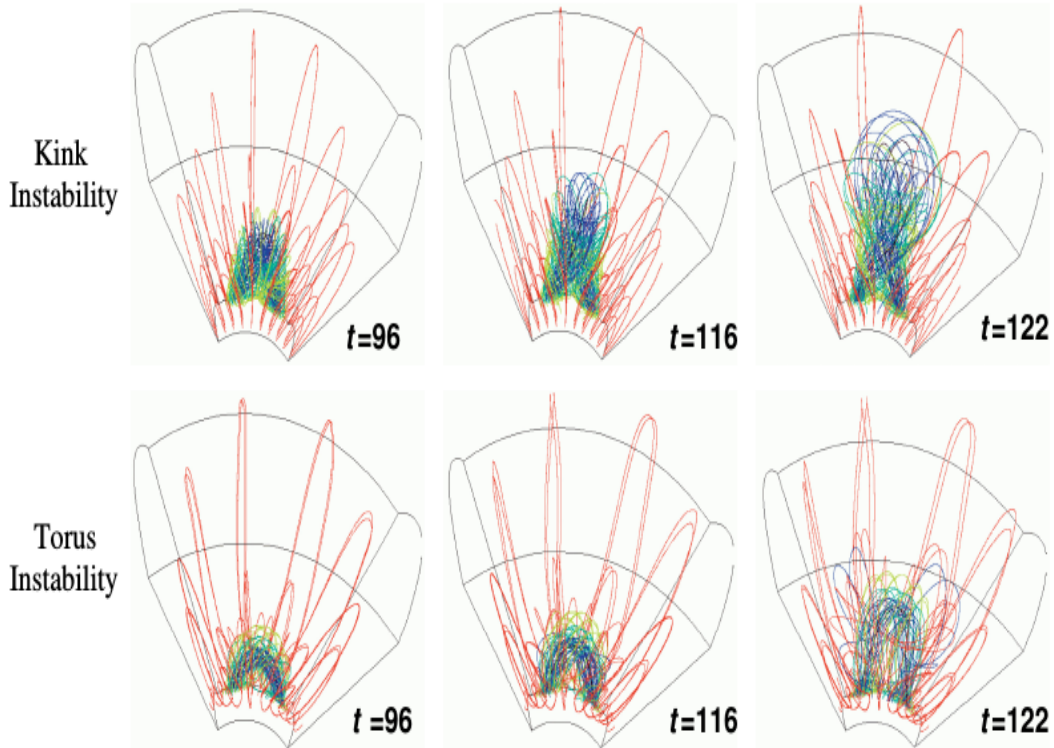 Kink
Instability
t=96
t=116
t=122
Torus
Instability
t =96
t=116
t=122